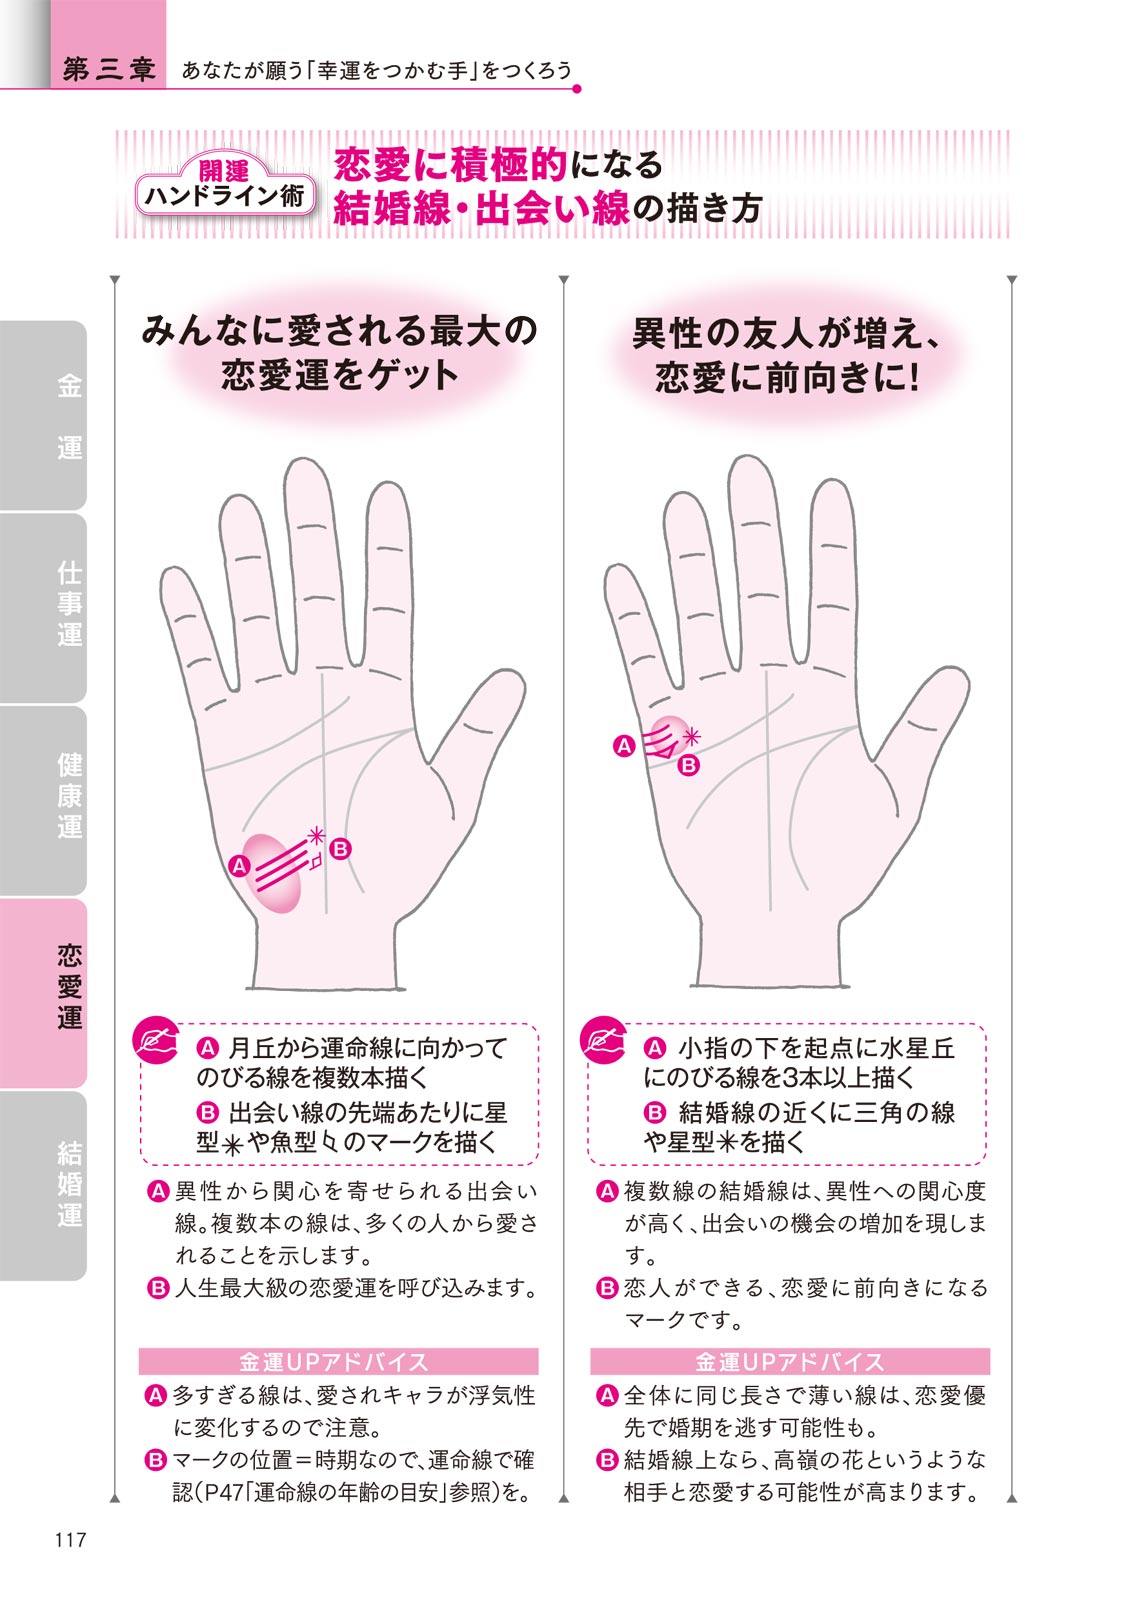 第三章 あなたが願う「幸運をつかむ手」をつくろう
開運
ハンドライン術
恋愛に積極的になる
結婚線・出会い線の描き方
金運
仕事運
健康運
恋愛運
結婚運
みんなに愛される最大の
恋愛運をゲット
A
B
A 月丘から運命線に向かって
のびる線を複数本描く
B 出会い線の先端あたりに星
型や魚型のマークを描く
A 異性から関心を寄せられる出会い
線。複数本の線は、多くの人から愛さ
れることを示します。
B 人生最大級の恋愛運を呼び込みます。
金運UPアドバイス
A 多すぎる線は、愛されキャラが浮気性
に変化するので注意。
B マークの位置＝時期なので、運命線で確
認(P47「運命線の年齢の目安」参照)を。
異性の友人が増え、
恋愛に前向きに!
A
B
A 小指の下を起点に水星丘
にのびる線を3本以上描く
B 結婚線の近くに三角の線
や星型を描く
A 複数線の結婚線は、異性への関心度
が高く、出会いの機会の増加を現しま
す。
B 恋人ができる、恋愛に前向きになる
マークです。
金運UPアドバイス
A 全体に同じ長さで薄い線は、恋愛優
先で婚期を逃す可能性も。
B 結婚線上なら、高嶺の花というような
相手と恋愛する可能性が高まります。
117